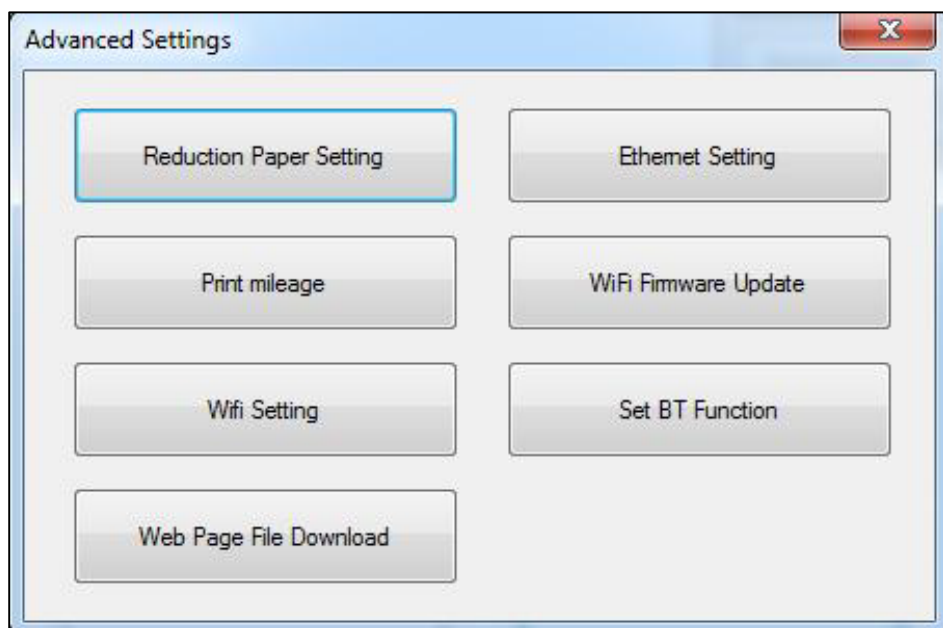 Advanced Settings
Reduction Paper Setting
Ethernet Setting
Print mileage
WiFi Firmware Update
Wifi Setting
Set BT Function
Web Page File Download